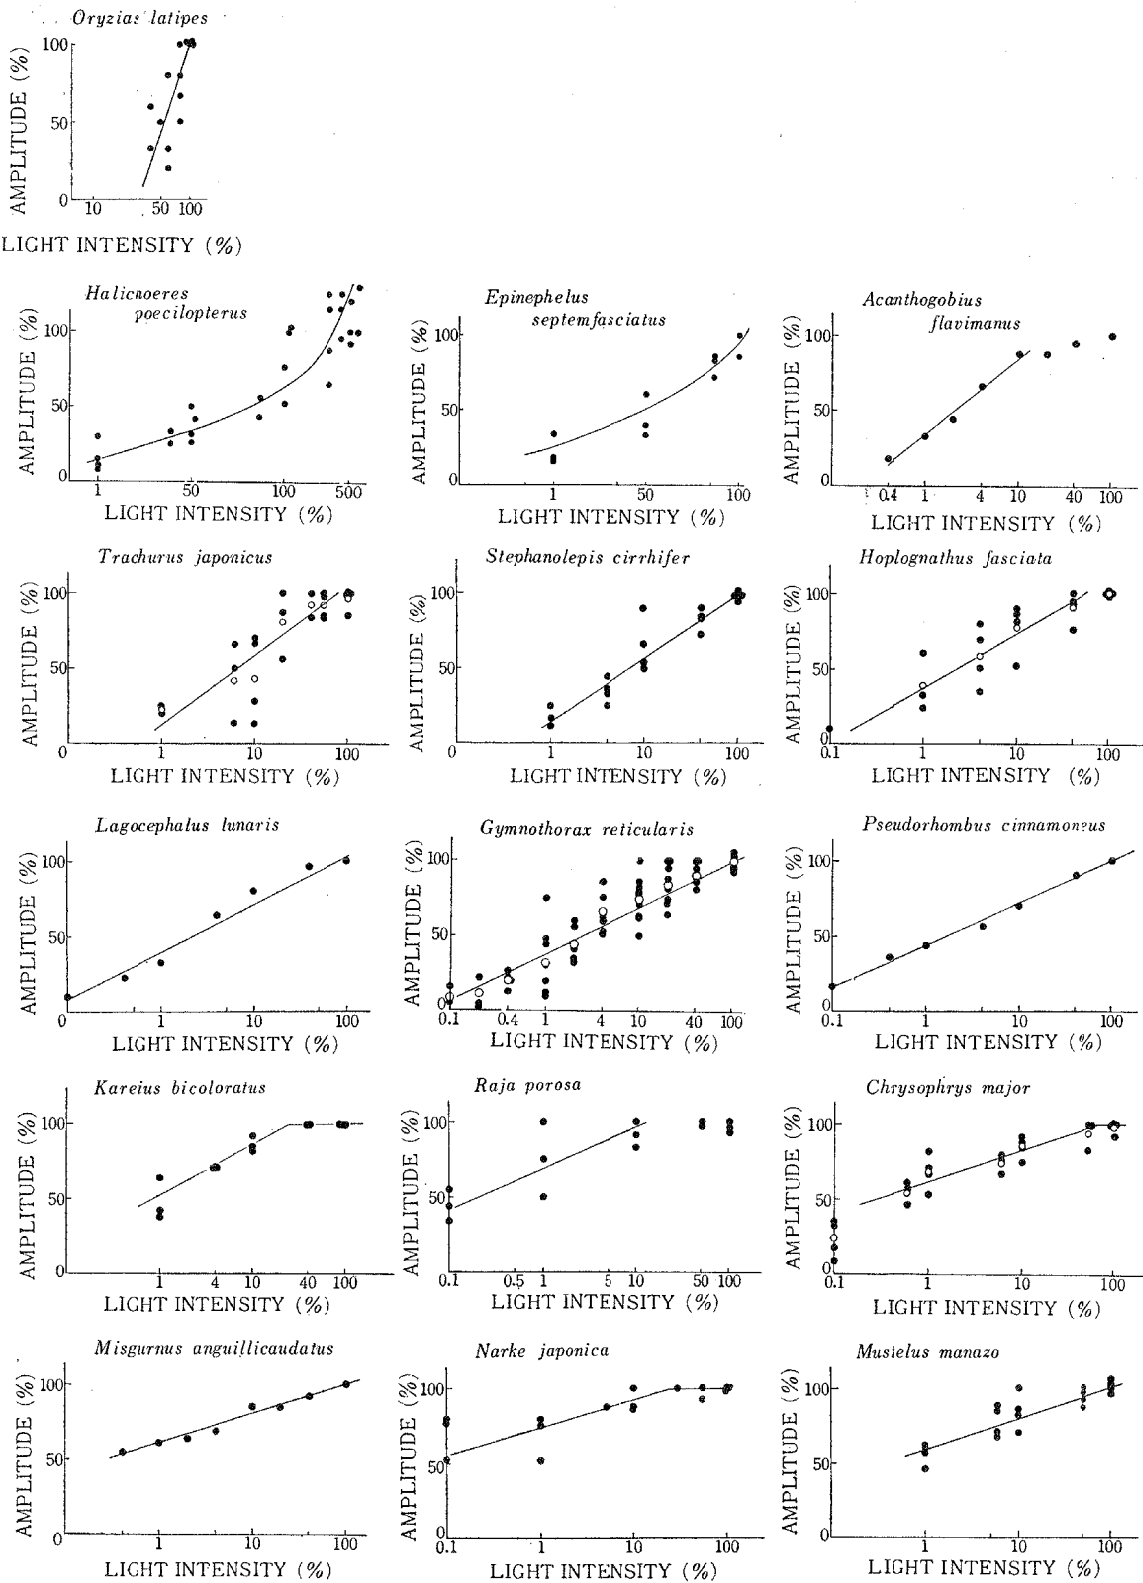 Oryzias latipes
AMPLITUDE (%)
100
50
0
10 50 100
LIGHT INTENSITY (%)
Halichoeres
poecilopterus
AMPLITUDE (%)
100
50
0
1 50 100 500
LIGHT INTENSITY (%)
Epinephelus
septemfasciatus
AMPLITUDE (%)
100
50
0
1 50 100
LIGHT INTENSITY (%)
Acanthogobius
flavimanus
AMPLITUDE (%)
100
50
0
0.4 1 4 10 40 100
LIGHT INTENSITY (%)
Trachurus japonicus
AMPLITUDE (%)
100
50
0
0 1 10 100
LIGHT INTENSITY (%)
Stephanolepis cirrhifer
AMPLITUDE (%)
100
50
0
0 1 10 100
LIGHT INTENSITY (%)
Hoplognathus fasciata
AMPLITUDE (%)
100
50
0
0.1 1 10 100
LIGHT INTENSITY (%)
Lagocephalus lunaris
AMPLITUDE (%)
100
50
0
0 1 10 100
LIGHT INTENSITY (%)
Gymnothorax reticularis
AMPLITUDE (%)
100
50
0
0.1 0.4 1 4 10 40 100
LIGHT INTENSITY (%)
Pseudorhombus cinnamoneus
AMPLITUDE (%)
100
50
0
0.1 1 10 100
LIGHT INTENSITY (%)
Kareius bicoloratus
AMPLITUDE (%)
100
50
0
1 4 10 40 100
LIGHT INTENSITY (%)
Raja porosa
AMPLITUDE (%)
100
50
0
0.1 0.5 1 5 10 50 100
LIGHT INTENSITY (%)
Chrysophrys major
AMPLITUDE (%)
100
50
0
0.1 1 10 100
LIGHT INTENSITY (%)
Misgurnus anguillicaudatus
AMPLITUDE (%)
100
50
0
1 10 100
LIGHT INTENSITY (%)
Narke japonica
AMPLITUDE (%)
100
50
0
0.1 1 10 100
LIGHT INTENSITY (%)
Mustelus manazo
AMPLITUDE (%)
100
50
0
1 10 100
LIGHT INTENSITY (%)